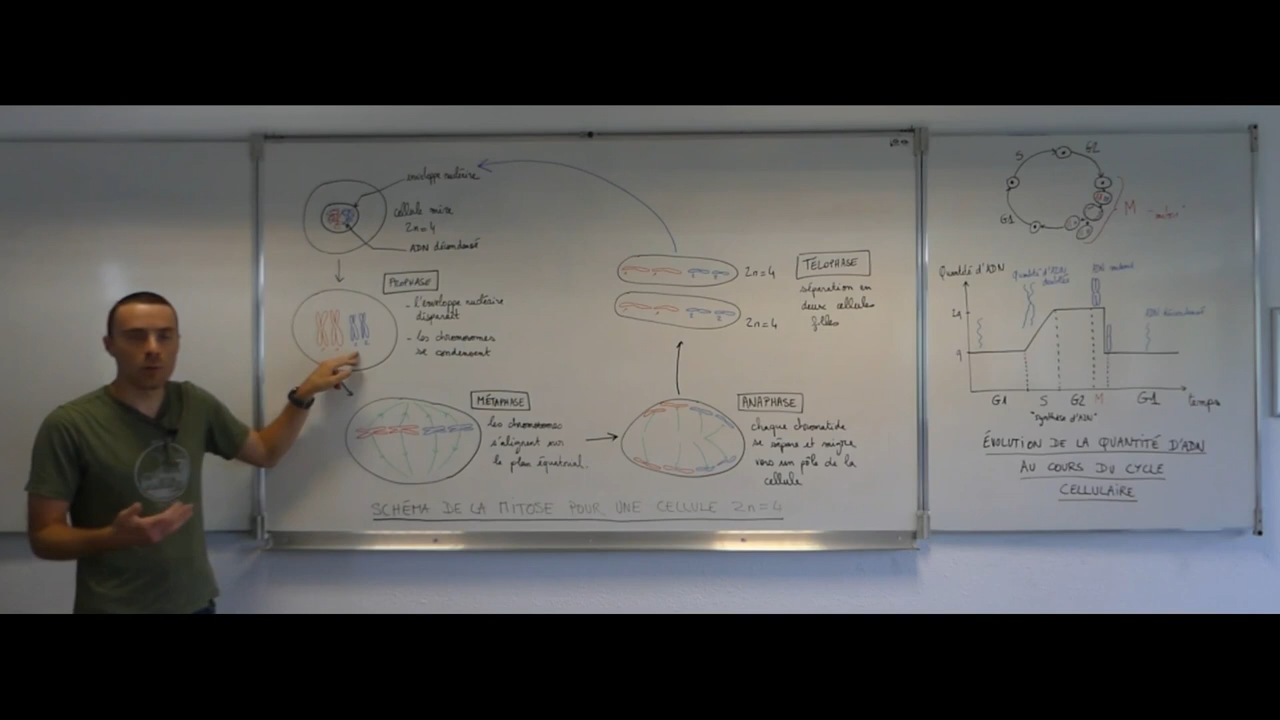 enveloppe nucléaire
cellule mère
2n = 4
ADN décondensé
PROPHASE
- L'enveloppe nucléaire
disparaît
- les chromosomes
se condensent
MÉTAPHASE
les chromosomes
s'alignent sur
le plan équatorial.
ANAPHASE
chaque chromatide
se sépare et migre
vers un pôle de la
cellule
TÉLOPHASE
séparation en
deux cellules
filles
2n = 4
2n = 4
SCHÉMA DE LA MITOSE POUR UNE CELLULE 2n = 4
S
G2
G1
M
Quantité d'ADN
quantité d'ADN
doublée
ADN décondensé
2q
q
G1
S
G2
M
G1
temps
"synthèse d'ADN"
ÉVOLUTION DE LA QUANTITÉ D'ADN
AU COURS DU CYCLE
CELLULAIRE